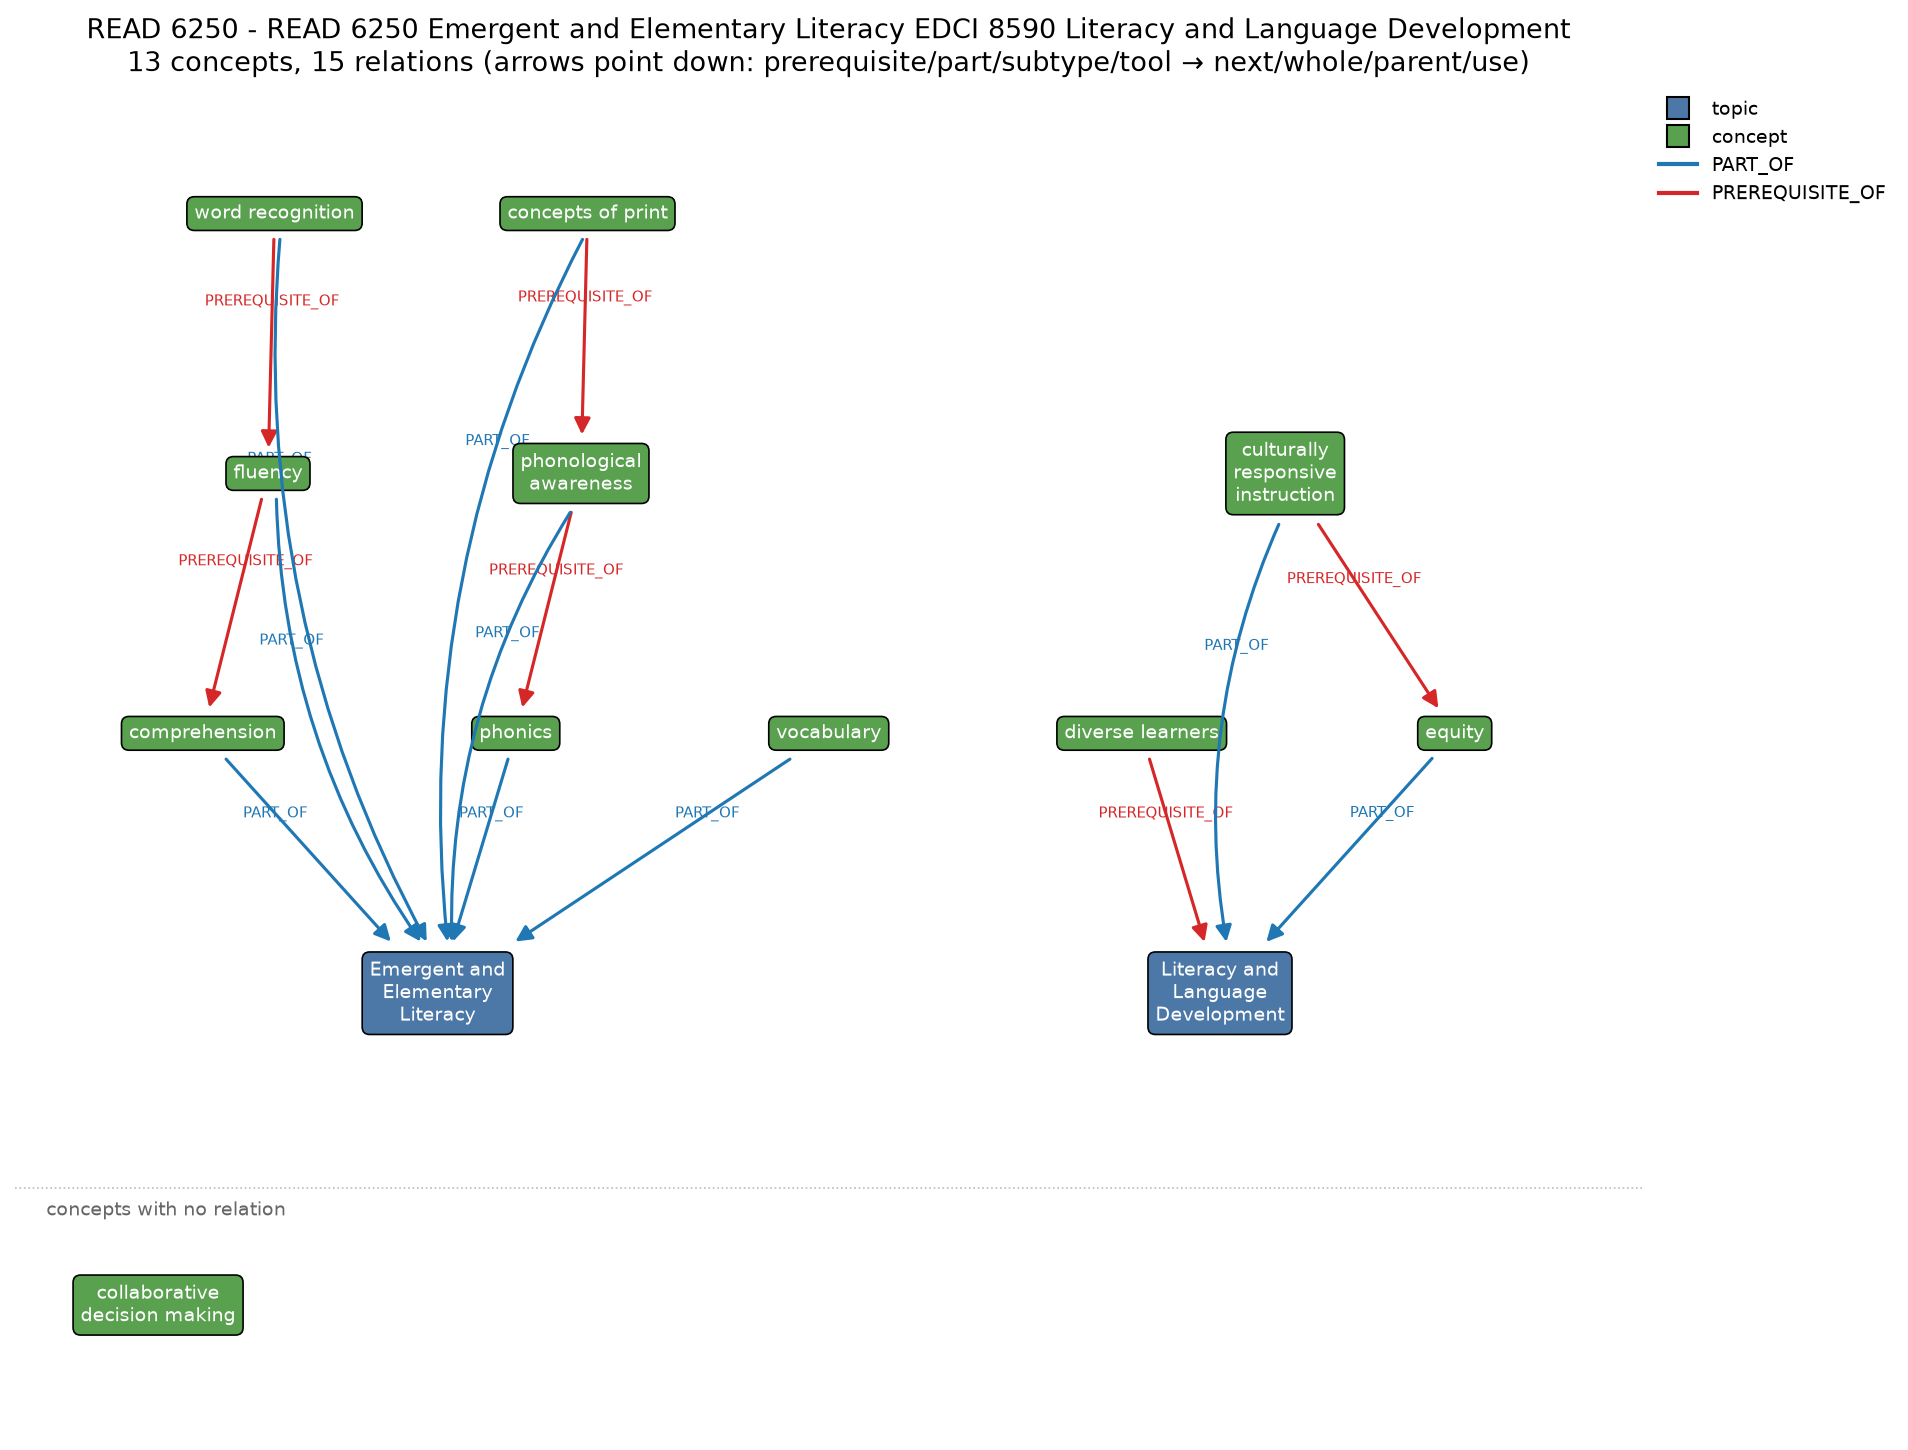 READ 6250 - READ 6250 Emergent and Elementary Literacy EDCI 8590 Literacy and Language Development
13 concepts, 15 relations (arrows point down: prerequisite/part/subtype/tool → next/whole/parent/use)
topic
concept
PART_OF
PREREQUISITE_OF
word recognition
concepts of print
PREREQUISITE_OF
PREREQUISITE_OF
PART_OF
PART_OF
fluency
phonological
awareness
culturally
responsive
instruction
PREREQUISITE_OF
PREREQUISITE_OF
PREREQUISITE_OF
PART_OF
PART_OF
PART_OF
comprehension
phonics
vocabulary
diverse learners
equity
PART_OF
PART_OF
PART_OF
PREREQUISITE_OF
PART_OF
Emergent and
Elementary
Literacy
Literacy and
Language
Development
concepts with no relation
collaborative
decision making